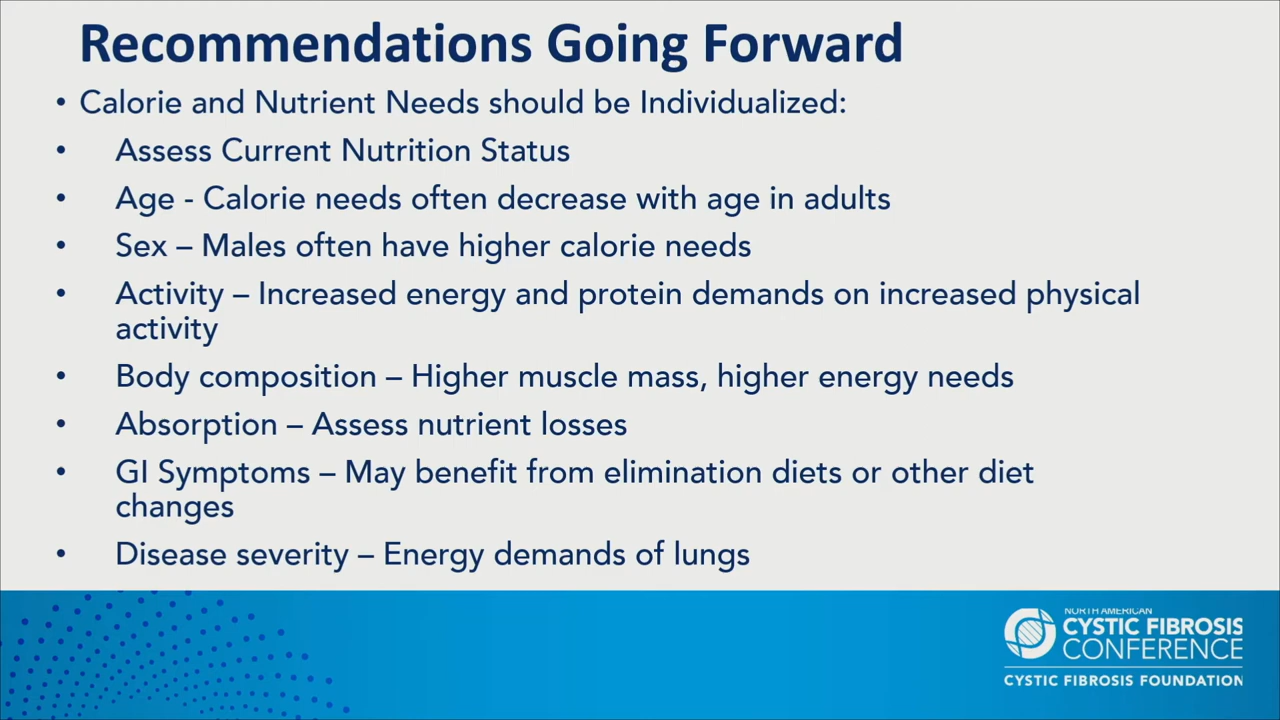 Recommendations Going Forward
• Calorie and Nutrient Needs should be Individualized:
• Assess Current Nutrition Status
• Age - Calorie needs often decrease with age in adults
• Sex – Males often have higher calorie needs
• Activity – Increased energy and protein demands on increased physical
activity
• Body composition – Higher muscle mass, higher energy needs
• Absorption – Assess nutrient losses
• GI Symptoms – May benefit from elimination diets or other diet
changes
• Disease severity – Energy demands of lungs
NORTH AMERICAN
CYSTIC FIBROSIS
CONFERENCE
CYSTIC FIBROSIS FOUNDATION